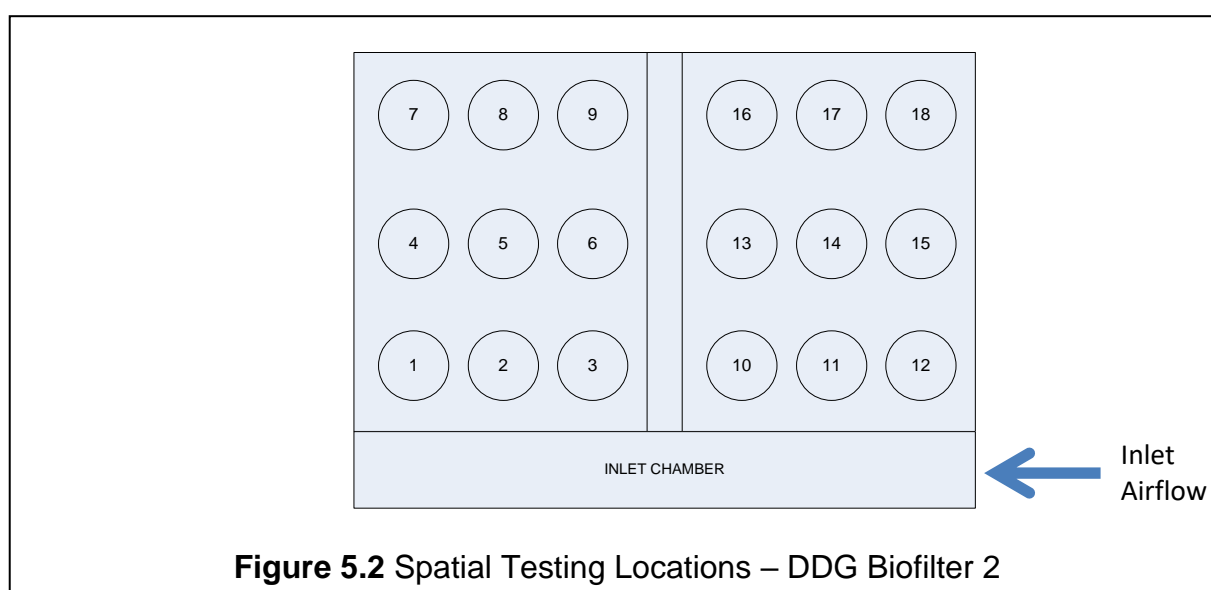 7 8 9 16 17 18
4 5 6 13 14 15
1 2 3 10 11 12
INLET CHAMBER
Inlet
Airflow
Figure 5.2 Spatial Testing Locations – DDG Biofilter 2